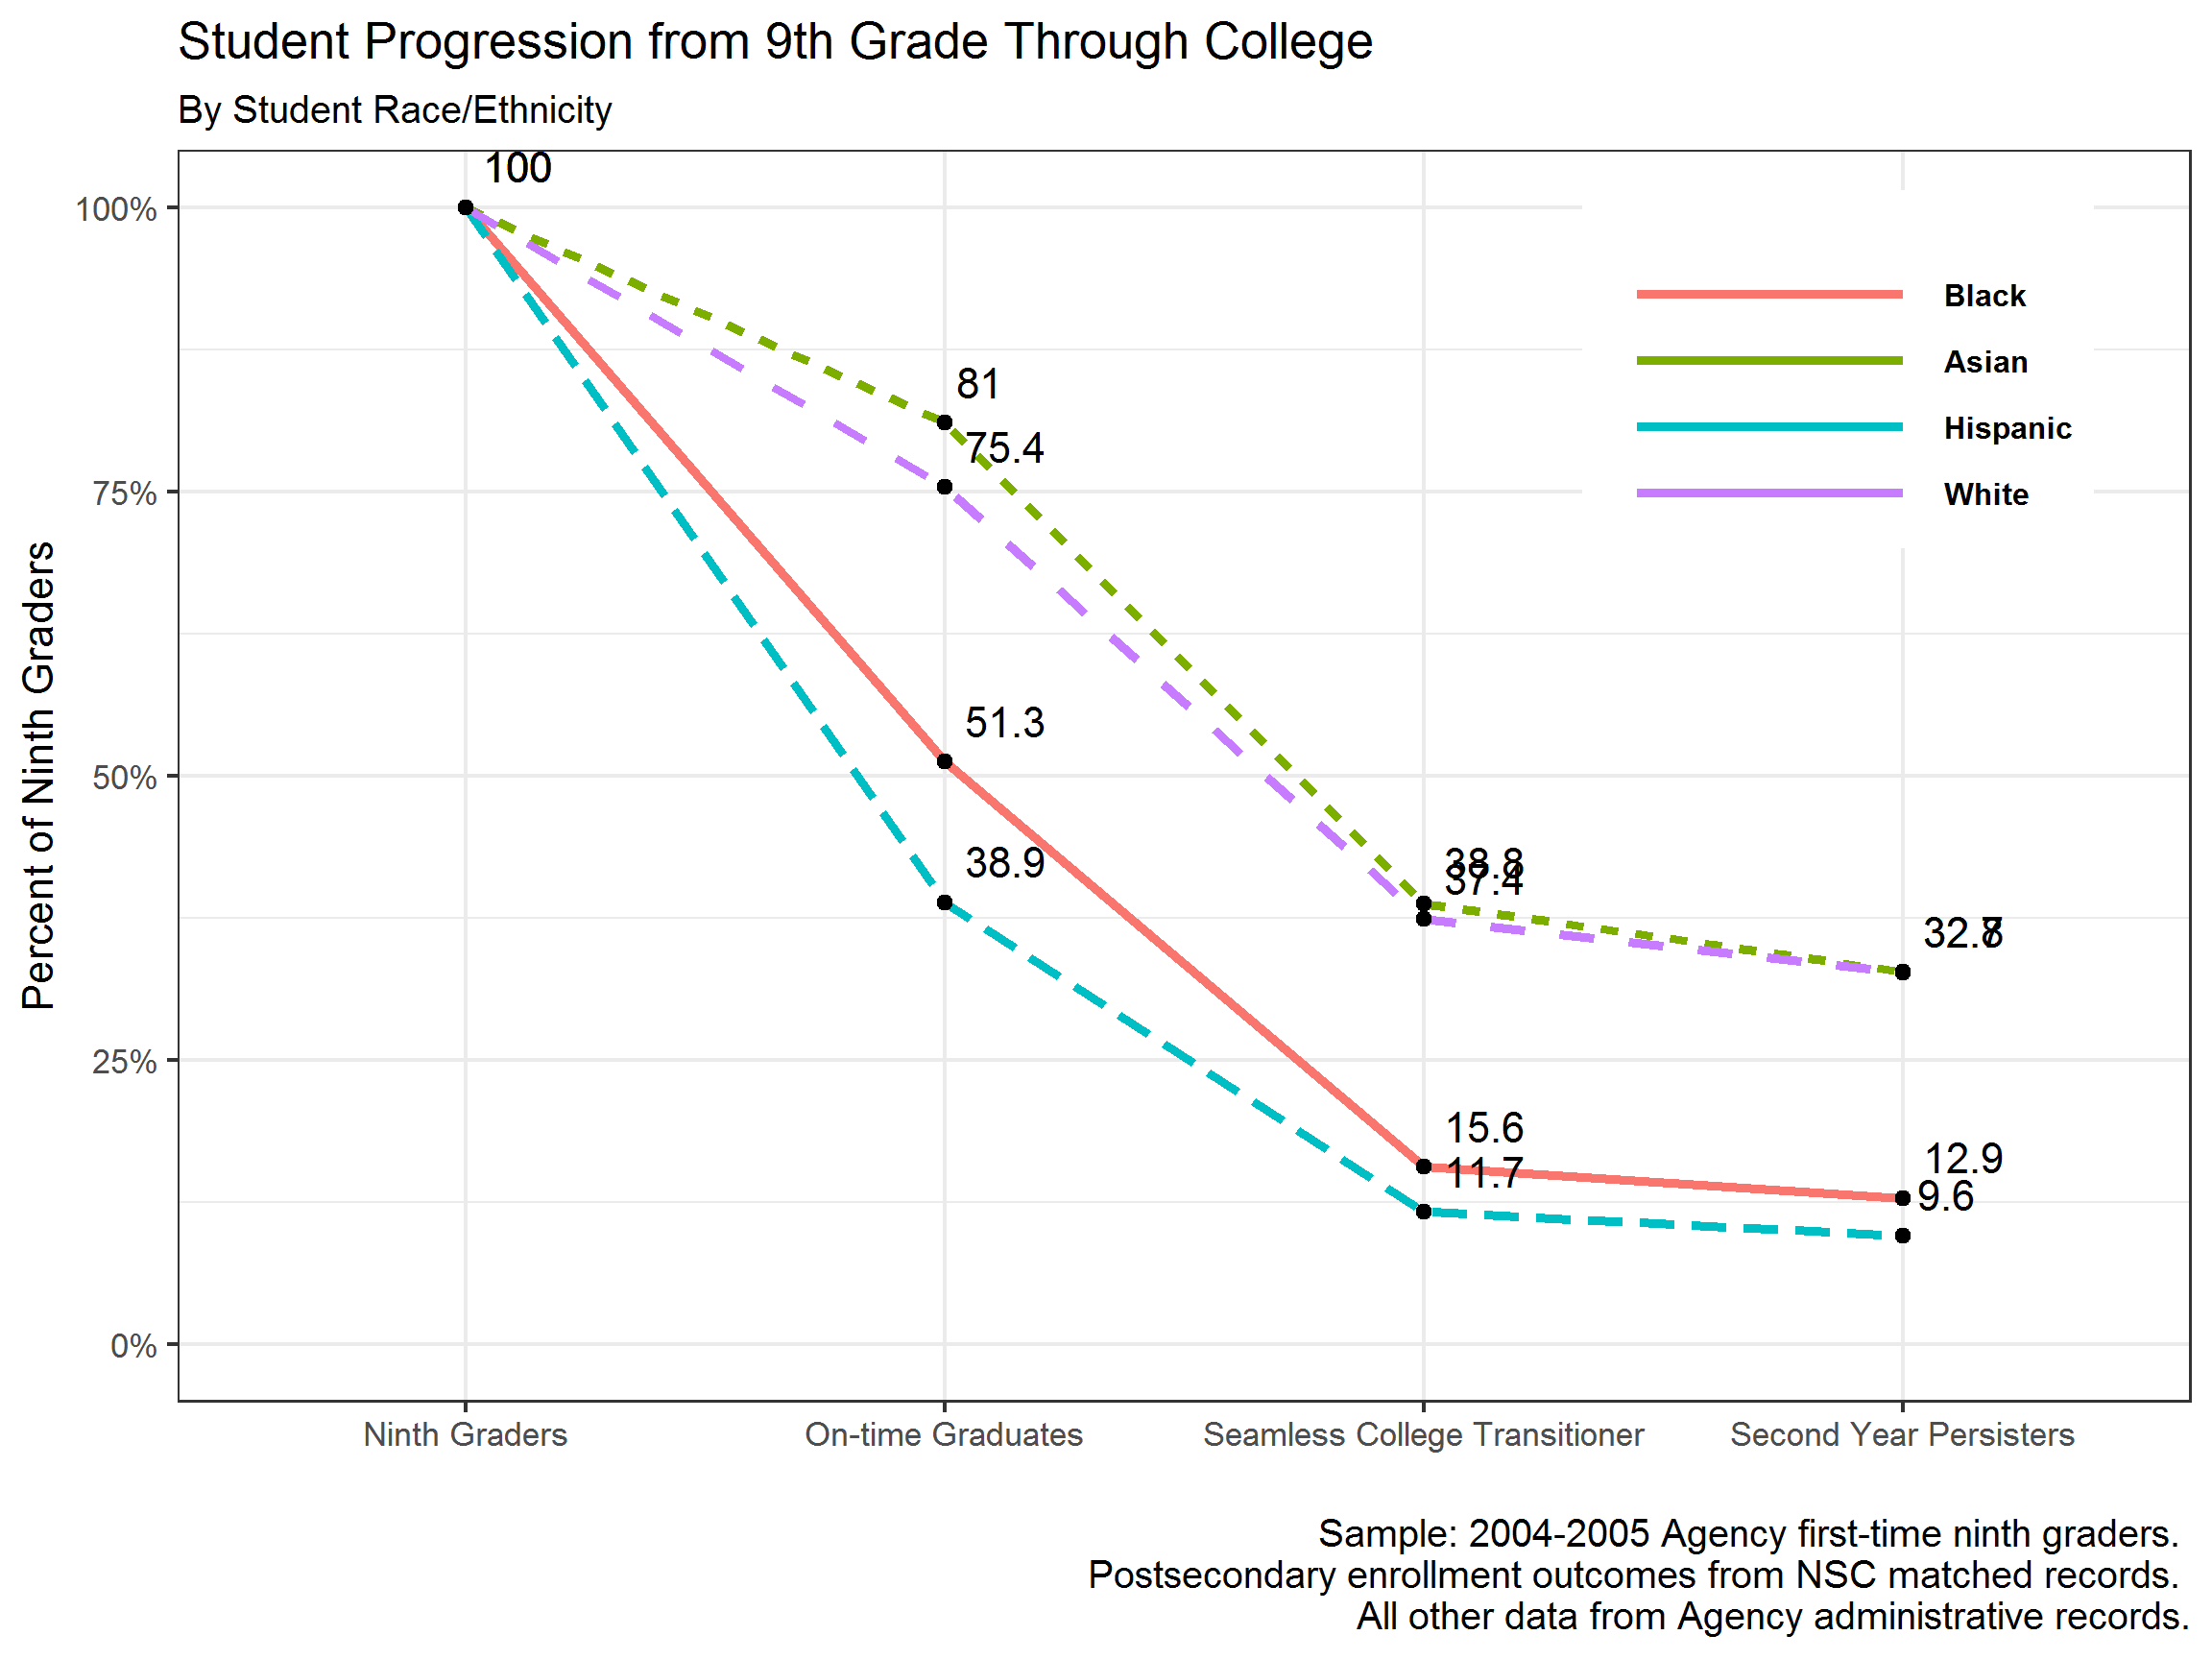 Student Progression from 9th Grade Through College
By Student Race/Ethnicity
Percent of Ninth Graders
100%
75%
50%
25%
0%
100
81
75.4
51.3
38.9
38.8
37.4
15.6
11.7
32.8
32.7
12.9
9.6
Black
Asian
Hispanic
White
Ninth Graders
On-time Graduates
Seamless College Transitioner
Second Year Persisters
Sample: 2004-2005 Agency first-time ninth graders.
Postsecondary enrollment outcomes from NSC matched records.
All other data from Agency administrative records.